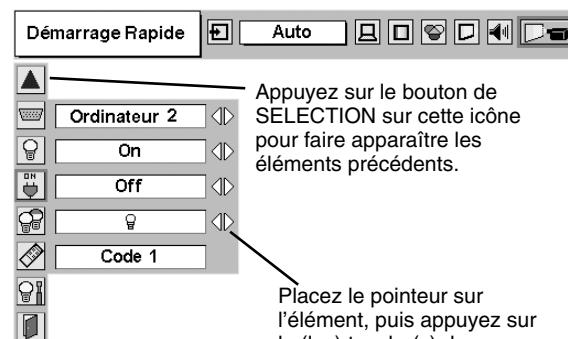 Démarrage Rapide
Auto
Appuyez sur le bouton de
SELECTION sur cette icône
pour faire apparaître les
éléments précédents.
Ordinateur 2
On
ON
Off
Code 1
Placez le pointeur sur
l'élément, puis appuyez sur